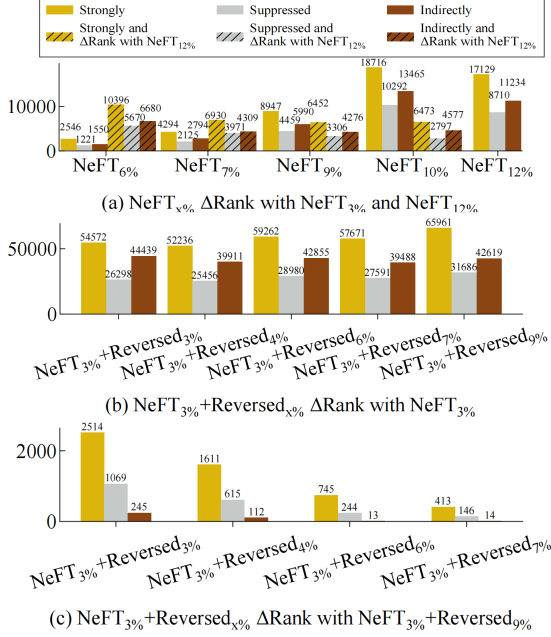 Strongly Suppressed Indirectly
Strongly and ΔRank with NeFT12% Suppressed and ΔRank with NeFT12% Indirectly and ΔRank with NeFT12%
10000
0
2546 1221 1550 10396 5670 6680
4294 2125 2794 6930 3971 4309
8947 4459 5990 6452 3306 4276
18716 10292 13465 6473 2797 4577
17129 8710 11234
NeFT6% NeFT7% NeFT9% NeFT10% NeFT12%
(a) NeFTx% ΔRank with NeFT3% and NeFT12%
50000
0
54572 26298 44439
52236 25456 39911
59262 28980 42855
57671 27591 39488
65961 31686 42619
NeFT3%+Reversed3% NeFT3%+Reversed4% NeFT3%+Reversed6% NeFT3%+Reversed7% NeFT3%+Reversed9%
(b) NeFT3%+Reversedx% ΔRank with NeFT3%
2000
0
2514 1069 245
1611 615 112
745 244 13
413 146 14
NeFT3%+Reversed3% NeFT3%+Reversed4% NeFT3%+Reversed6% NeFT3%+Reversed7%
(c) NeFT3%+Reversedx% ΔRank with NeFT3%+Reversed9%